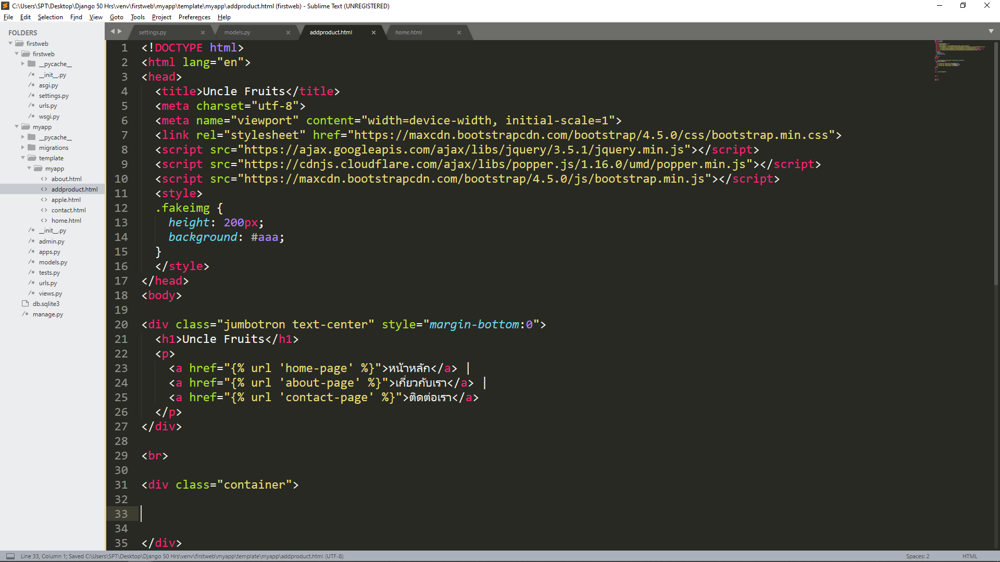 C:\Users\SPT\Desktop\Django 50 Hrs\venv\firstweb\myapp\template\myapp\addproduct.html (firstweb) - Sublime Text (UNREGISTERED)
File Edit Selection Find View Goto Tools Project Preferences Help
FOLDERS
firstweb
firstweb
__pycache__
__init__.py
asgi.py
settings.py
urls.py
wsgi.py
myapp
__pycache__
migrations
template
myapp
about.html
addproduct.html
apple.html
contact.html
home.html
__init__.py
admin.py
apps.py
models.py
tests.py
urls.py
views.py
db.sqlite3
manage.py
settings.py models.py addproduct.html home.html
1 <!DOCTYPE html>
2 <html lang="en">
3 <head>
4 <title>Uncle Fruits</title>
5 <meta charset="utf-8">
6 <meta name="viewport" content="width=device-width, initial-scale=1">
7 <link rel="stylesheet" href="https://maxcdn.bootstrapcdn.com/bootstrap/4.5.0/css/bootstrap.min.css">
8 <script src="https://ajax.googleapis.com/ajax/libs/jquery/3.5.1/jquery.min.js"></script>
9 <script src="https://cdnjs.cloudflare.com/ajax/libs/popper.js/1.16.0/umd/popper.min.js"></script>
10 <script src="https://maxcdn.bootstrapcdn.com/bootstrap/4.5.0/js/bootstrap.min.js"></script>
11 <style>
12 .fakeimg {
13 height: 200px;
14 background: #aaa;
15 }
16 </style>
17 </head>
18 <body>
19
20 <div class="jumbotron text-center" style="margin-bottom:0">
21 <h1>Uncle Fruits</h1>
22 <p>
23 <a href="{% url 'home-page' %}">หน้าหลัก</a> |
24 <a href="{% url 'about-page' %}">เกี่ยวกับเรา</a> |
25 <a href="{% url 'contact-page' %}">ติดต่อเรา</a>
26 </p>
27 </div>
28
29 <br>
30
31 <div class="container">
32
33
34
35 </div>
Line 33, Column 1; Saved C:\Users\SPT\Desktop\Django 50 Hrs\venv\firstweb\myapp\template\myapp\addproduct.html (UTF-8) Spaces: 2 HTML